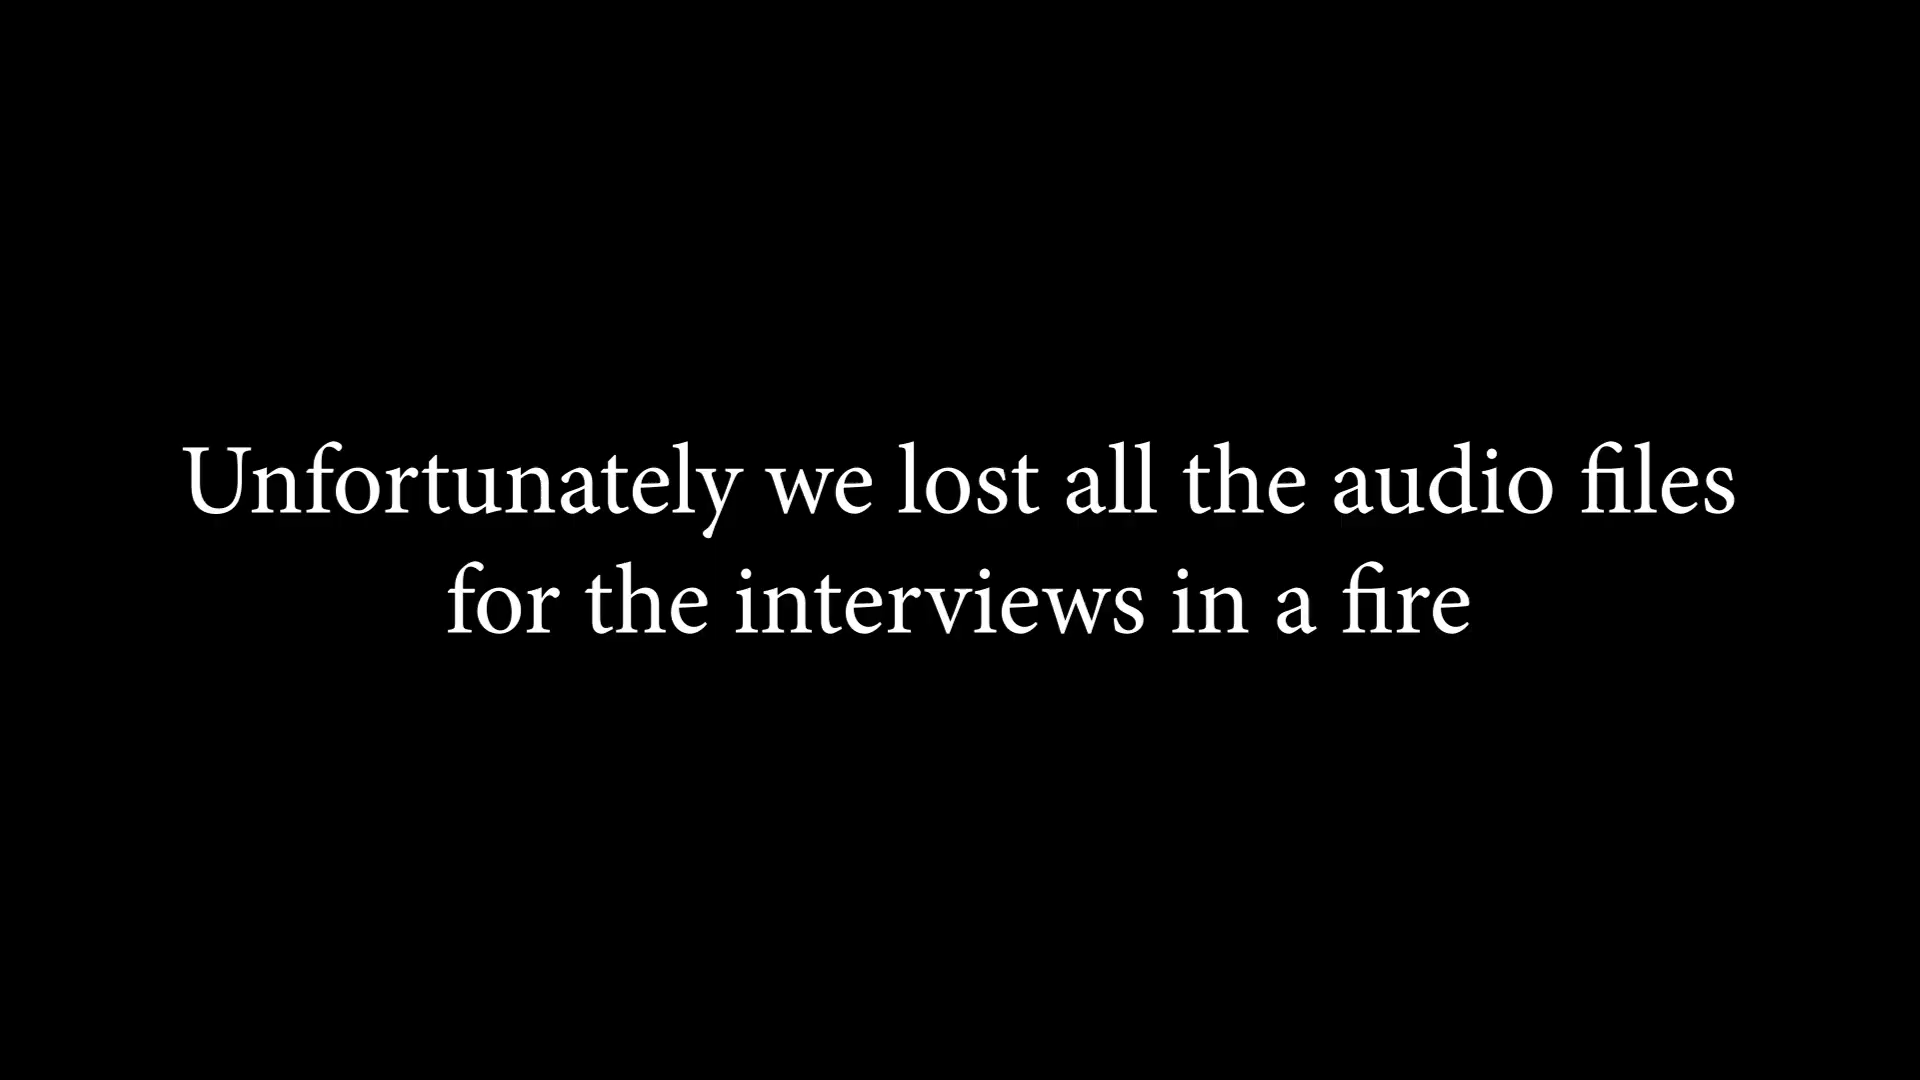 Unfortunately we lost all the audio files
for the interviews in a fire